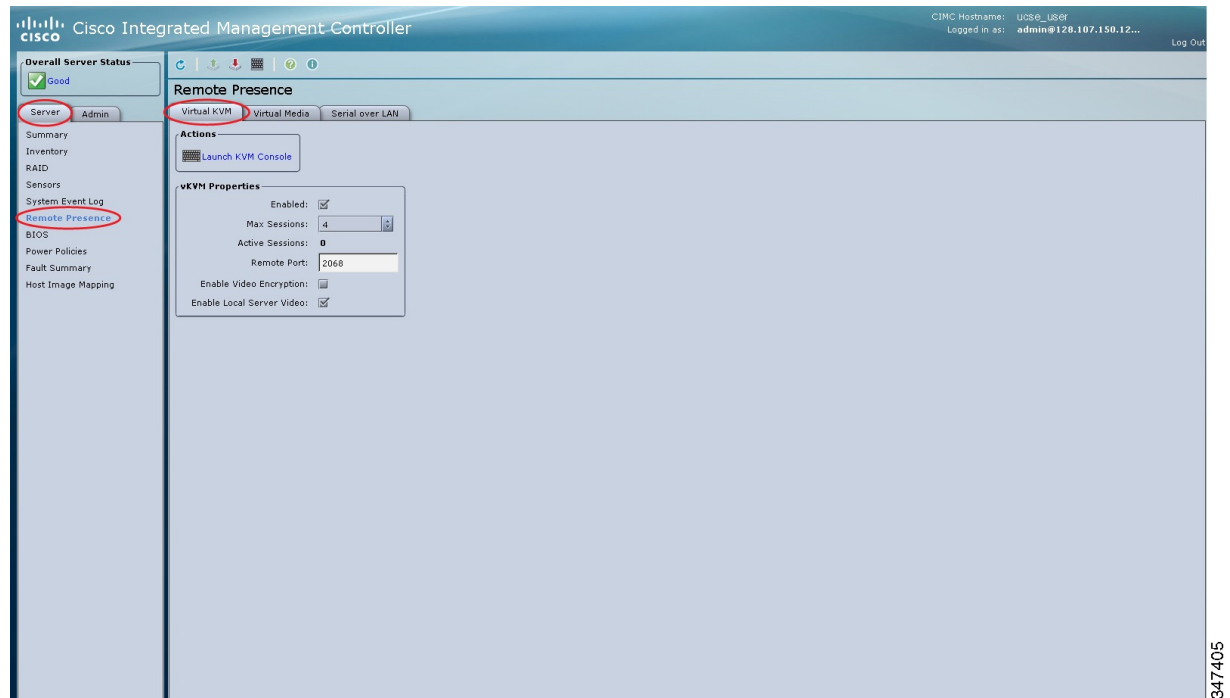 CISCO Cisco Integrated Management Controller
CIMC Hostname: ucse_user
Logged in as: admin@128.107.150.12...
Log Out
Overall Server Status
Good
Server Admin
Summary
Inventory
RAID
Sensors
System Event Log
Remote Presence
BIOS
Power Policies
Fault Summary
Host Image Mapping
Remote Presence
Virtual KVM Virtual Media Serial over LAN
Actions
Launch KVM Console
vKVM Properties
Enabled:
Max Sessions: 4
Active Sessions: 0
Remote Port: 2068
Enable Video Encryption:
Enable Local Server Video:
347405